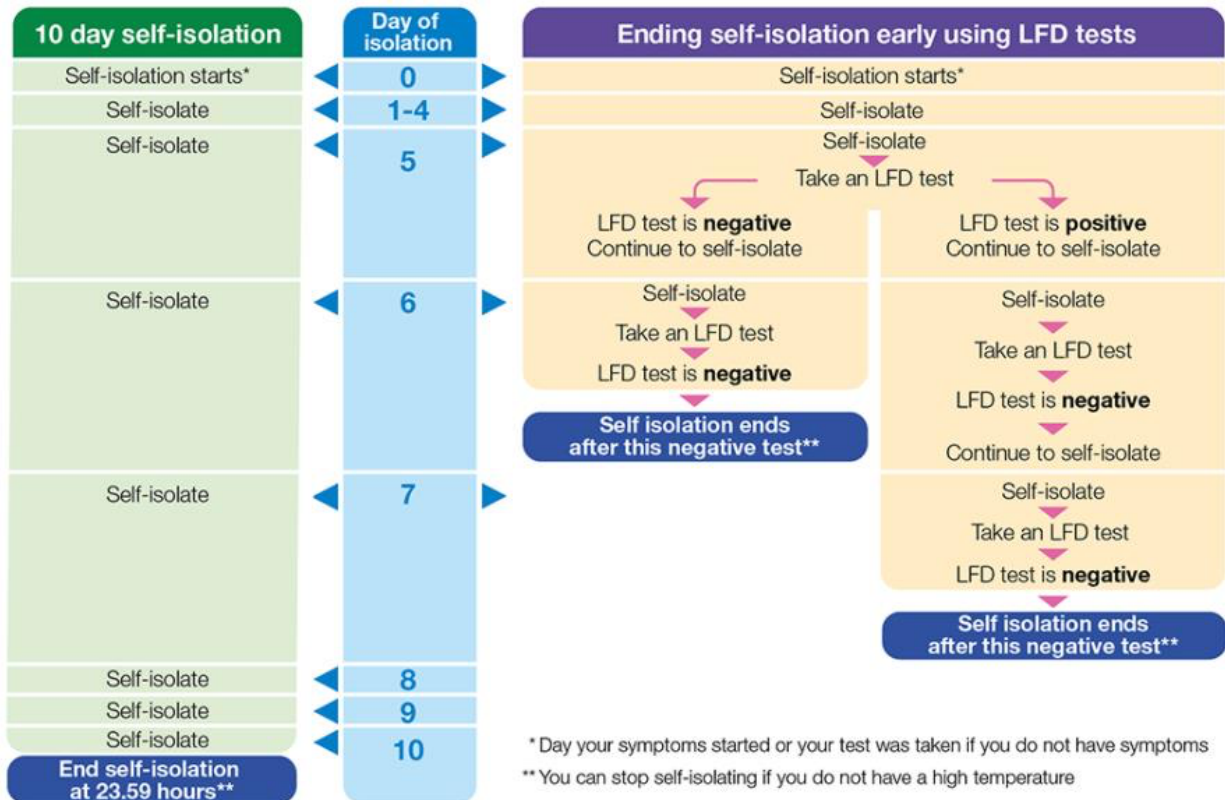 10 day self-isolation
Day of
isolation
Ending self-isolation early using LFD tests
Self-isolation starts*
0
Self-isolation starts*
Self-isolate
1-4
Self-isolate
Self-isolate
5
Self-isolate
Take an LFD test
LFD test is negative
Continue to self-isolate
LFD test is positive
Continue to self-isolate
Self-isolate
6
Self-isolate
Take an LFD test
LFD test is negative
Self isolation ends
after this negative test**
Self-isolate
Take an LFD test
LFD test is negative
Continue to self-isolate
Self-isolate
7
Self-isolate
Take an LFD test
LFD test is negative
Self isolation ends
after this negative test**
Self-isolate
8
Self-isolate
9
Self-isolate
10
End self-isolation
at 23.59 hours**
* Day your symptoms started or your test was taken if you do not have symptoms
** You can stop self-isolating if you do not have a high temperature